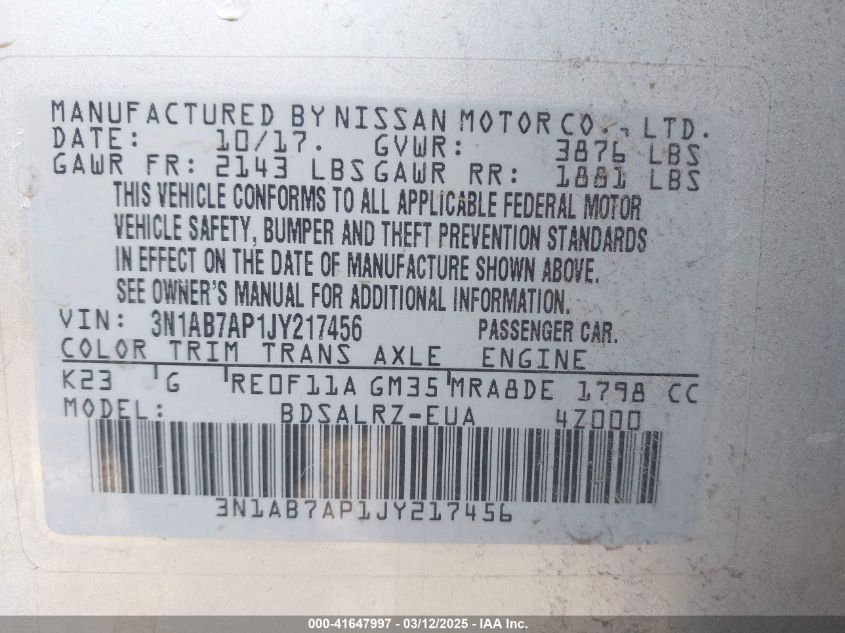 MANUFACTURED BY NISSAN MOTOR CO., LTD.
DATE: 10/17. GVWR: 3876 LBS
GAWR FR: 2143 LBS GAWR RR: 1881 LBS
THIS VEHICLE CONFORMS TO ALL APPLICABLE FEDERAL MOTOR
VEHICLE SAFETY, BUMPER AND THEFT PREVENTION STANDARDS
IN EFFECT ON THE DATE OF MANUFACTURE SHOWN ABOVE.
SEE OWNER'S MANUAL FOR ADDITIONAL INFORMATION.
VIN: 3N1AB7AP1JY217456 PASSENGER CAR.
COLOR TRIM TRANS AXLE ENGINE
K23 G RE0F11A GM35 MRA8DE 1798 CC
MODEL: BDSALRZ-EUA 4Z000
3N1AB7AP1JY217456
000-41647997 - 03/12/2025 - IAA Inc.